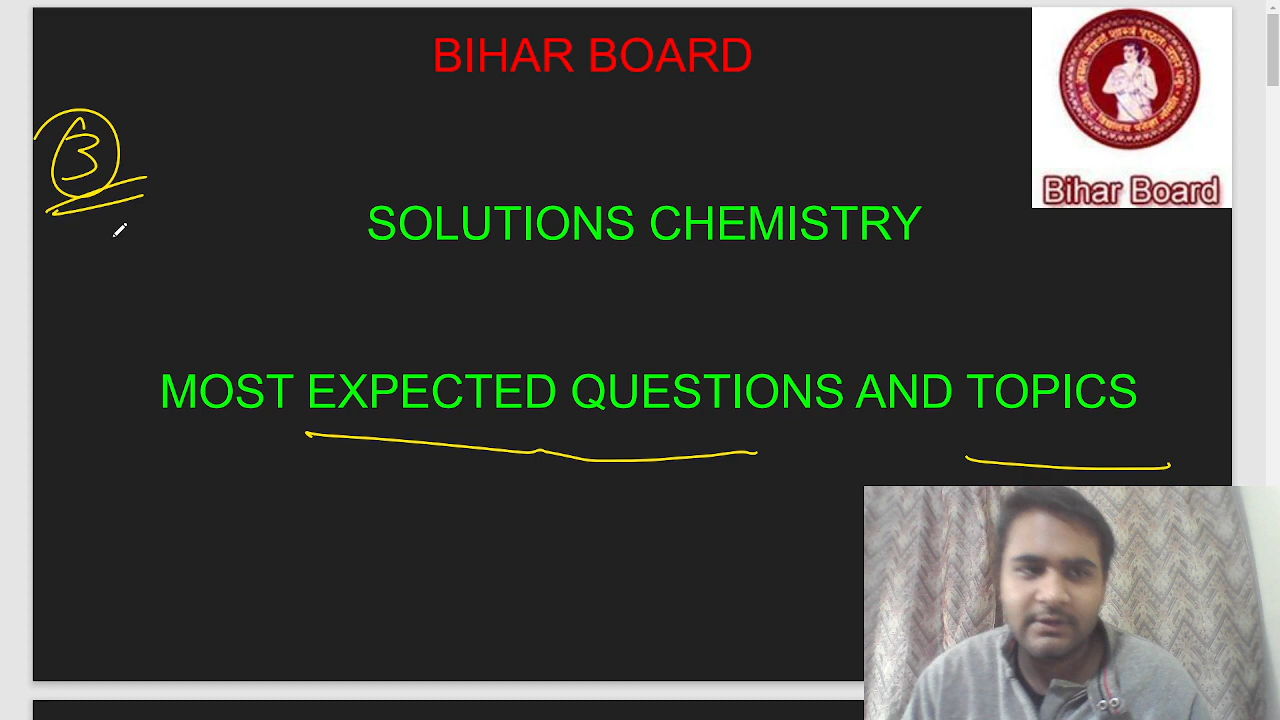 BIHAR BOARD
3
SOLUTIONS CHEMISTRY
MOST EXPECTED QUESTIONS AND TOPICS
Bihar Board